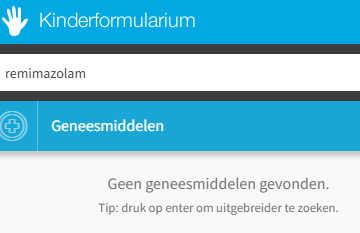 Kinderformularium
remimazolam
Geneesmiddelen
Geen geneesmiddelen gevonden.
Tip: druk op enter om uitgebreider te zoeken.